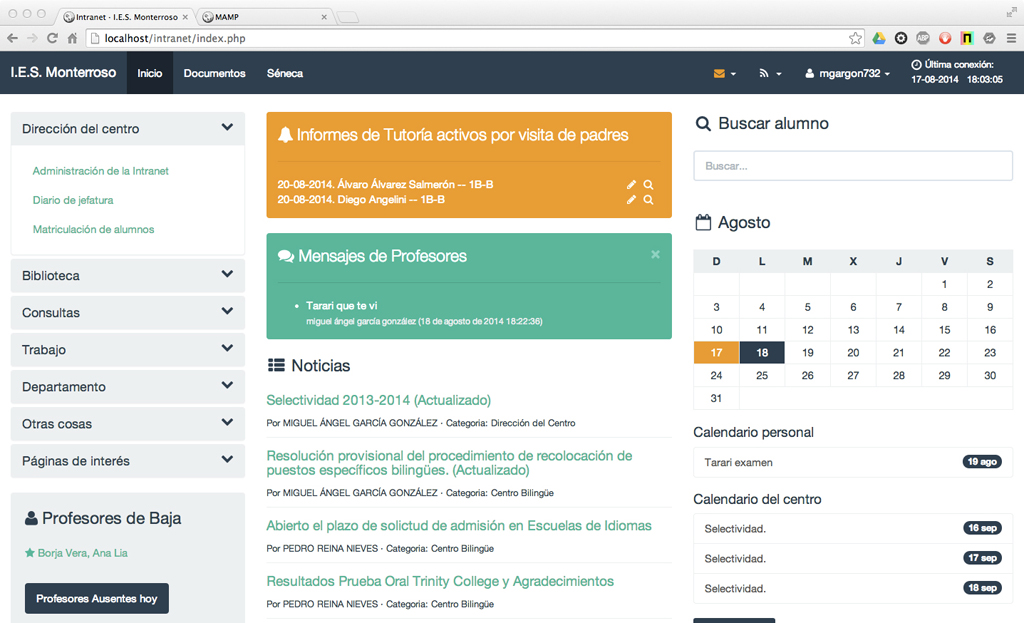 Intranet · I.E.S. Monterroso
MAMP
localhost/intranet/index.php
ABP
I.E.S. Monterroso
Inicio
Documentos
Séneca
mgargon732
Última conexión:
17-08-2014 18:03:05
Dirección del centro
Administración de la Intranet
Diario de jefatura
Matriculación de alumnos
Biblioteca
Consultas
Trabajo
Departamento
Otras cosas
Páginas de interés
Profesores de Baja
Borja Vera, Ana Lia
Profesores Ausentes hoy
Informes de Tutoría activos por visita de padres
20-08-2014. Álvaro Álvarez Salmerón -- 1B-B
20-08-2014. Diego Angelini -- 1B-B
Mensajes de Profesores
Tarari que te vi
miguel ángel garcía gonzález (18 de agosto de 2014 18:22:36)
Noticias
Selectividad 2013-2014 (Actualizado)
Por MIGUEL ÁNGEL GARCÍA GONZÁLEZ · Categoria: Dirección del Centro
Resolución provisional del procedimiento de recolocación de
puestos específicos bilingües. (Actualizado)
Por MIGUEL ÁNGEL GARCÍA GONZÁLEZ · Categoria: Centro Bilingüe
Abierto el plazo de solictud de admisión en Escuelas de Idiomas
Por PEDRO REINA NIEVES · Categoria: Centro Bilingüe
Resultados Prueba Oral Trinity College y Agradecimientos
Por PEDRO REINA NIEVES · Categoria: Centro Bilingüe
Buscar alumno
Buscar...
Agosto
D L M X J V S
1 2
3 4 5 6 7 8 9
10 11 12 13 14 15 16
17 18 19 20 21 22 23
24 25 26 27 28 29 30
31
Calendario personal
Tarari examen 19 ago
Calendario del centro
Selectividad. 16 sep
Selectividad. 17 sep
Selectividad. 18 sep